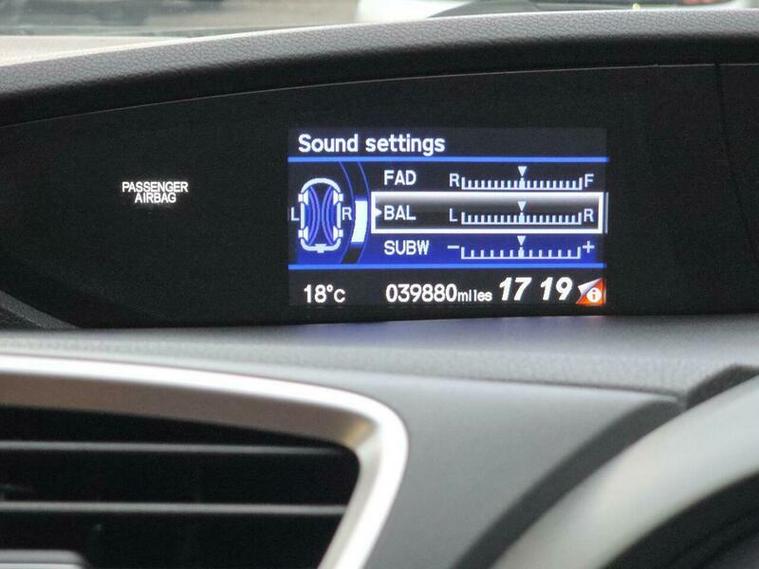 Sound settings
PASSENGER
AIRBAG
FAD R F
L R BAL L R
SUBW - +
18°C 039880miles 17 19 i